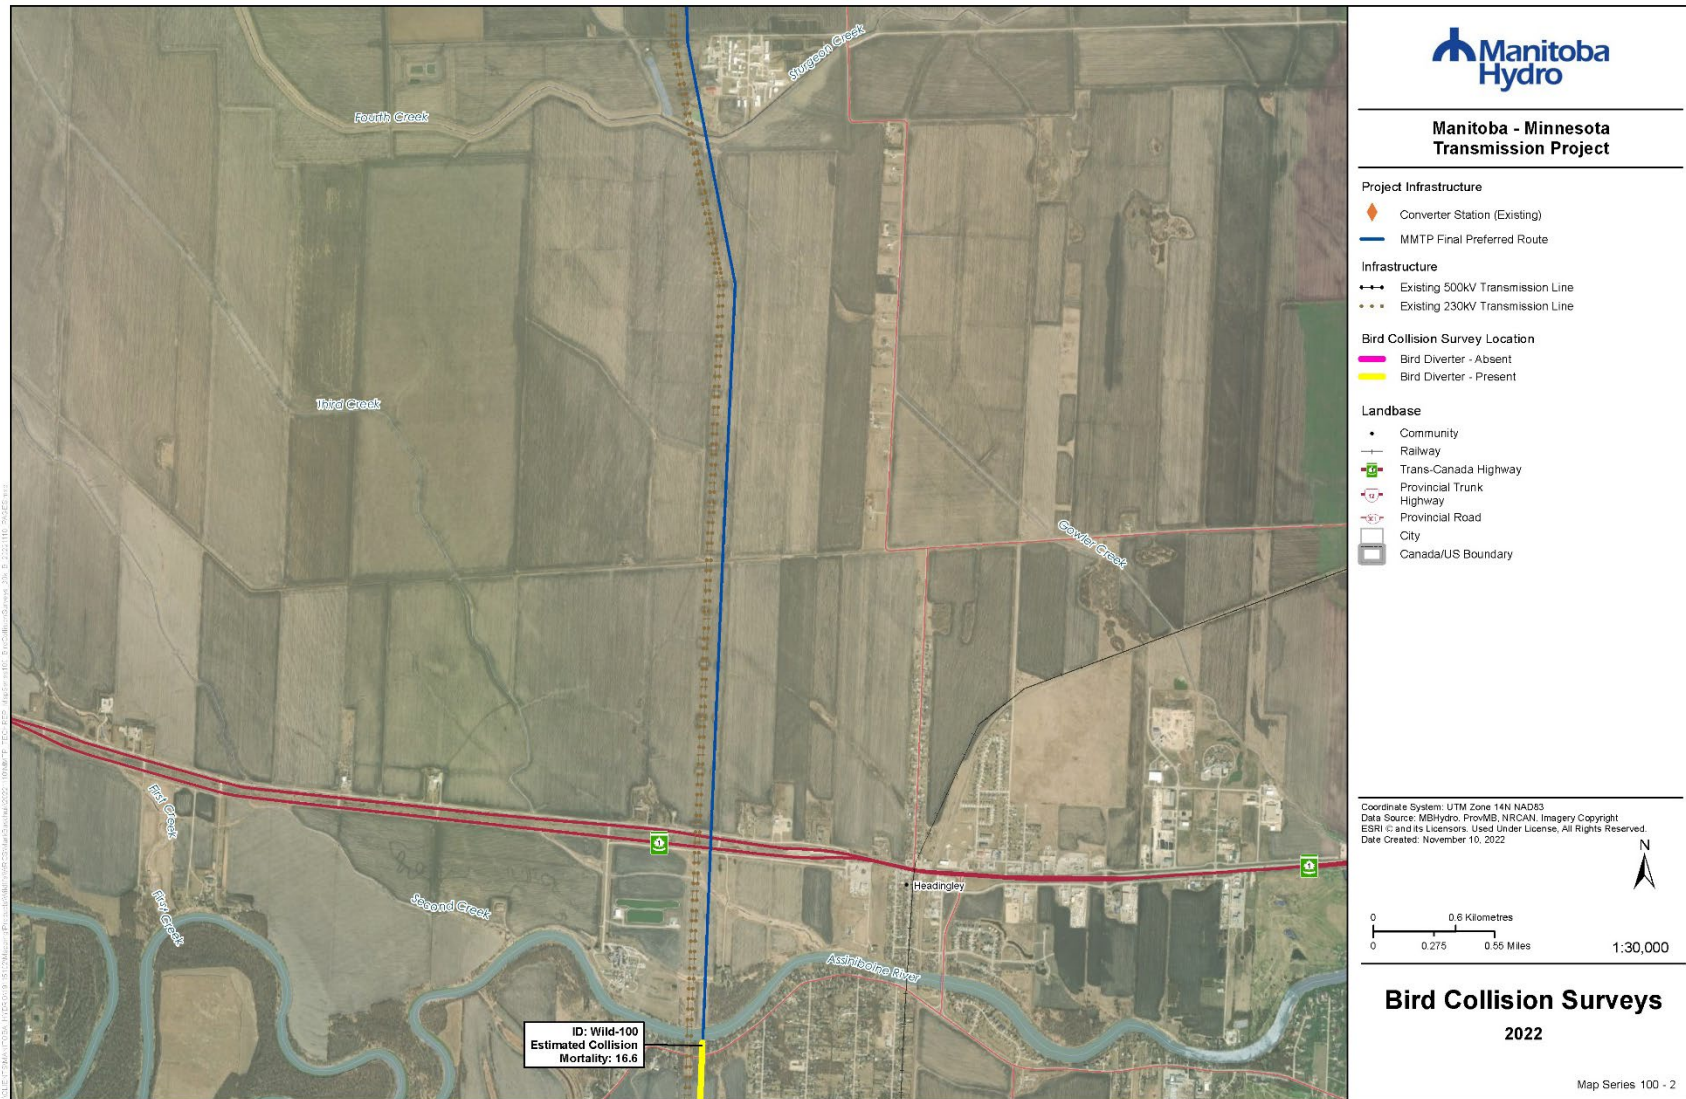 Sturgeon Creek
Fourth Creek
Third Creek
Gowler Creek
First Creek
First Creek
Second Creek
1
1
Headingley
Assiniboine River
ID: Wild-100
Estimated Collision
Mortality: 16.6
Manitoba
Hydro
Manitoba - Minnesota
Transmission Project
Project Infrastructure
Converter Station (Existing)
MMTP Final Preferred Route
Infrastructure
Existing 500kV Transmission Line
Existing 230kV Transmission Line
Bird Collision Survey Location
Bird Diverter - Absent
Bird Diverter - Present
Landbase
Community
Railway
Trans-Canada Highway
Provincial Trunk
Highway
Provincial Road
City
Canada/US Boundary
Coordinate System: UTM Zone 14N NAD83
Data Source: MBHydro, ProvMB, NRCAN. Imagery Copyright
ESRI © and its Licensors. Used Under License, All Rights Reserved.
Date Created: November 10, 2022
N
0 0.6 Kilometres
0 0.275 0.55 Miles
1:30,000
Bird Collision Surveys
2022
Map Series 100 - 2